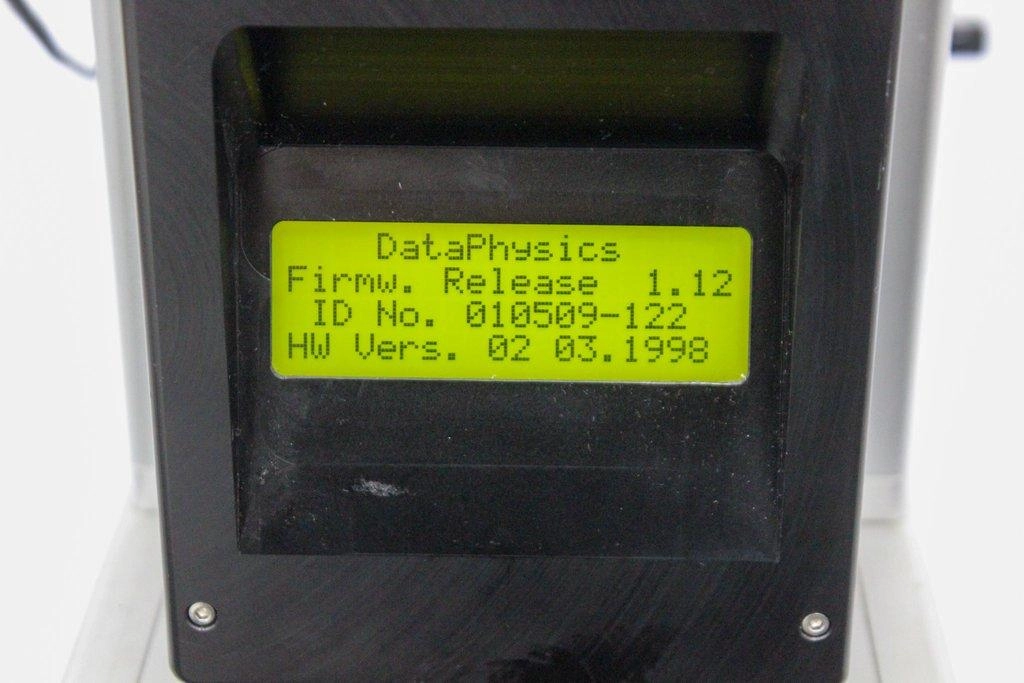 DataPhysics
Firmw. Release 1.12
ID No. 010509-122
HW Vers. 02 03.1998